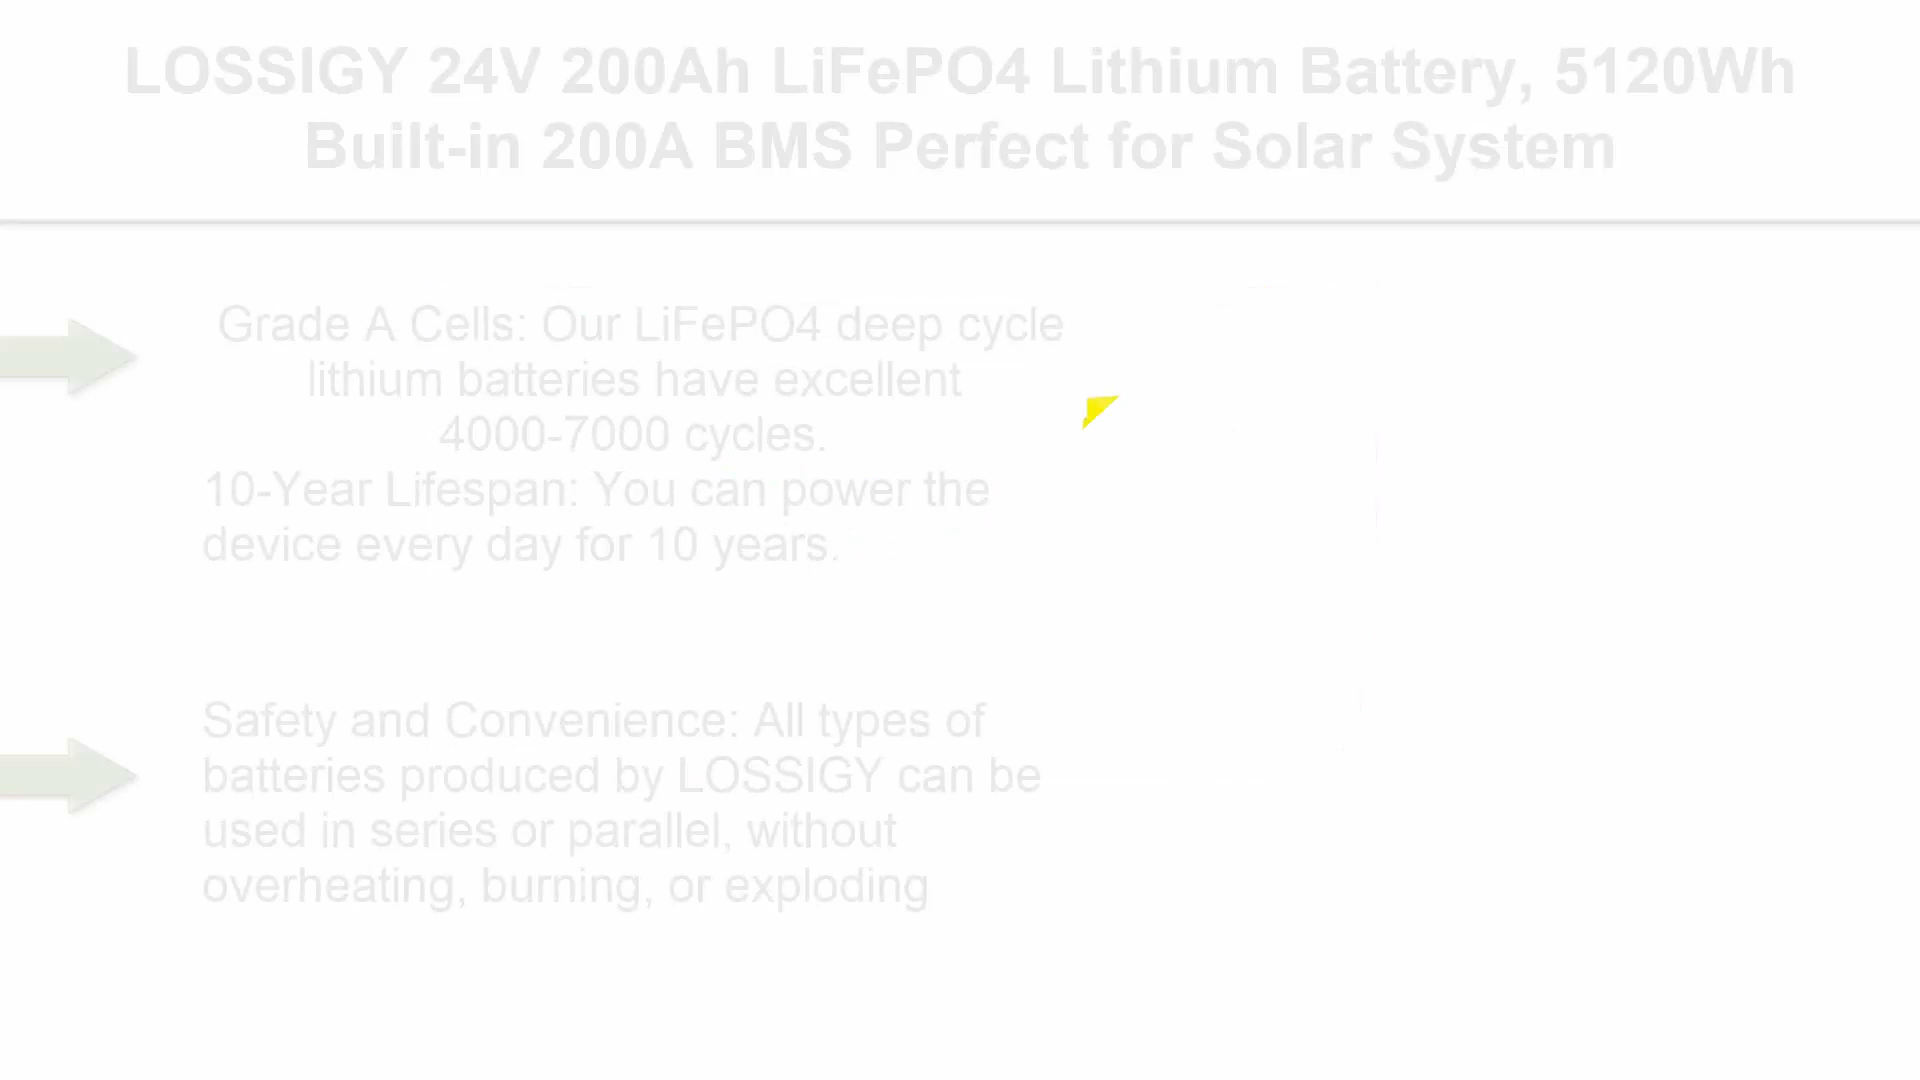 LOSSIGY 24V 200Ah LiFePO4 Lithium Battery, 5120Wh
Built-in 200A BMS Perfect for Solar System
Grade A Cells: Our LiFePO4 deep cycle
lithium batteries have excellent
4000-7000 cycles.
10-Year Lifespan: You can power the
device every day for 10 years.
Safety and Convenience: All types of
batteries produced by LOSSIGY can be
used in series or parallel, without
overheating, burning, or exploding